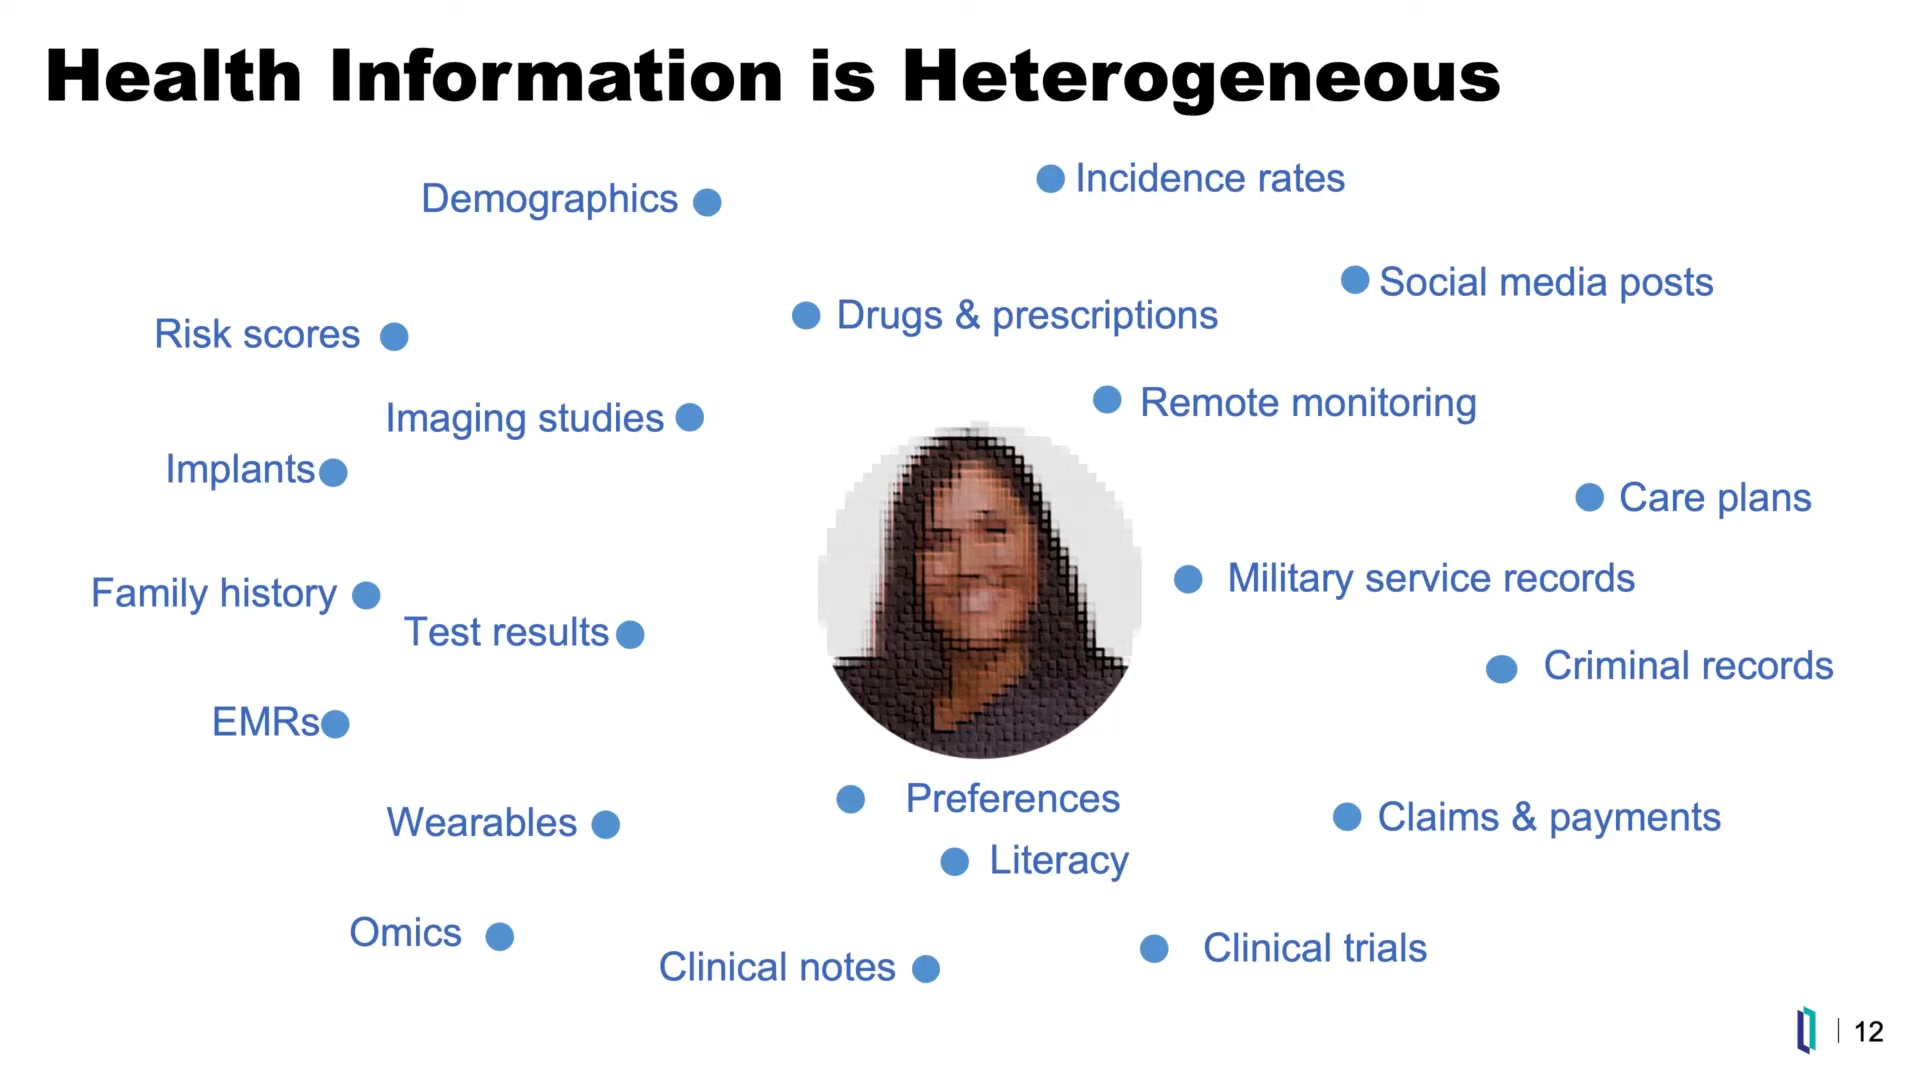 Health Information is Heterogeneous
Incidence rates
Demographics
Social media posts
Drugs & prescriptions
Risk scores
Remote monitoring
Imaging studies
Implants
Care plans
Military service records
Family history
Test results
Criminal records
EMRs
Preferences
Claims & payments
Wearables
Literacy
Omics
Clinical trials
Clinical notes
12